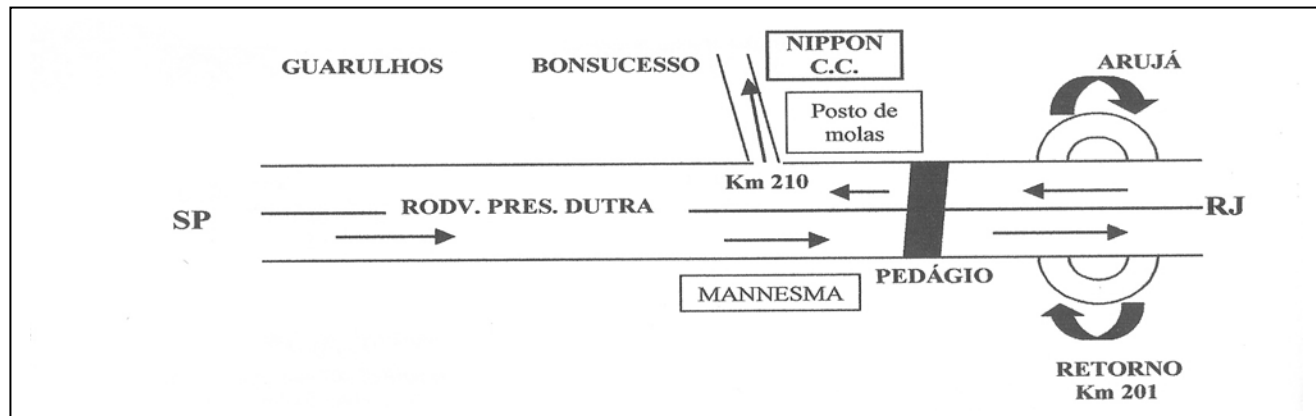 NIPPON
C.C.
GUARULHOS
BONSUCESSO
ARUJÁ
Posto de
molas
Km 210
RODV. PRES. DUTRA
SP
RJ
PEDÁGIO
MANNESMA
RETORNO
Km 201